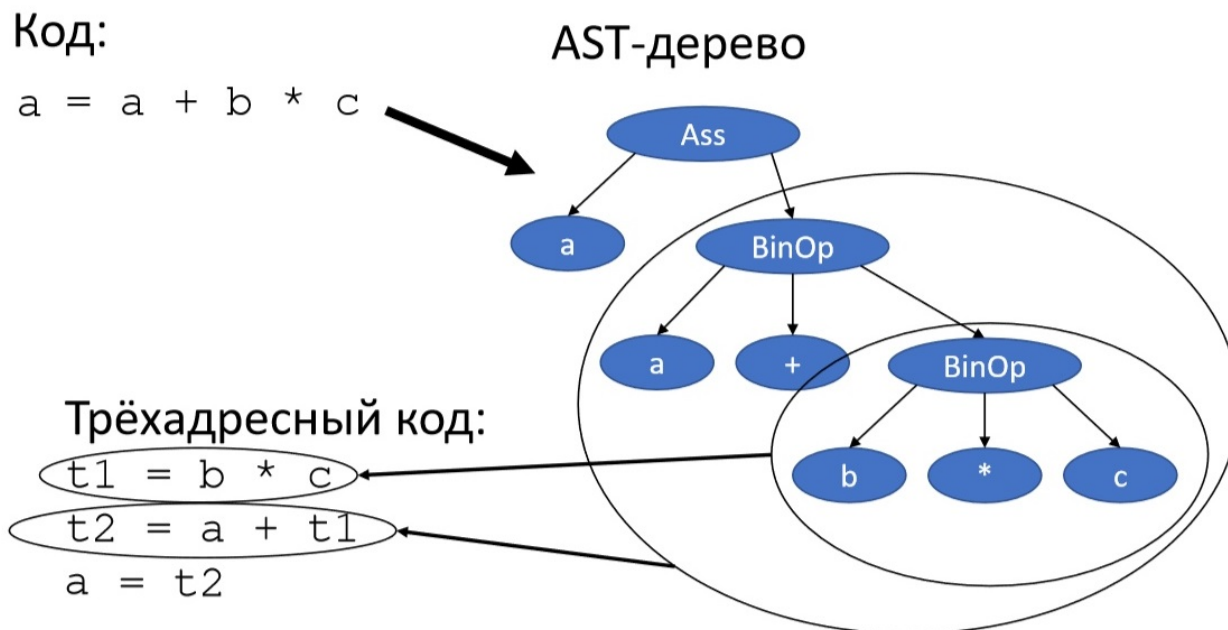 Код:
a = a + b * c
AST-дерево
Ass
a
BinOp
a
+
BinOp
b
*
c
Трёхадресный код:
t1 = b * c
t2 = a + t1
a = t2